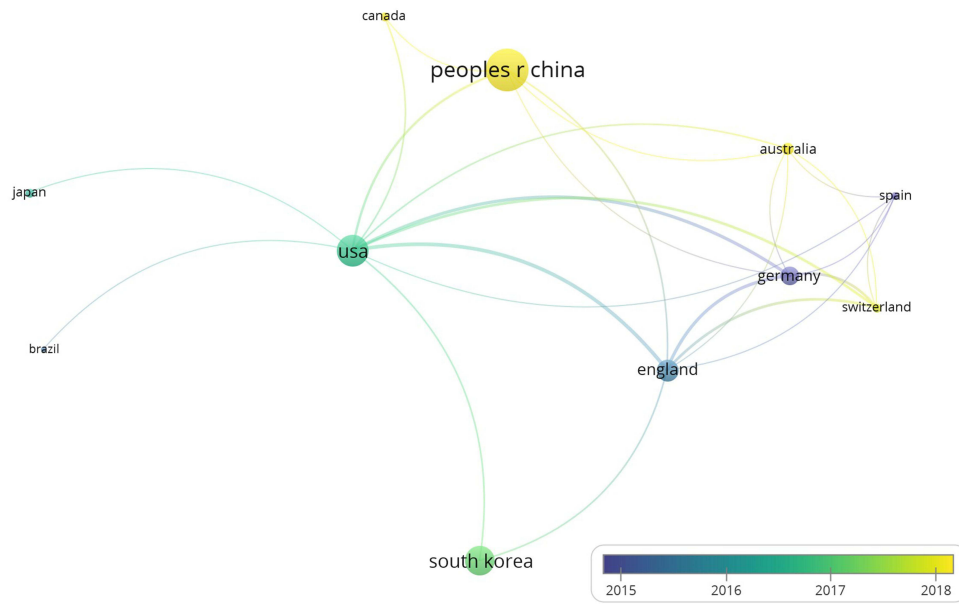 canada
peoples r china
australia
japan
spain
usa
germany
switzerland
brazil
england
south korea
2015
2016
2017
2018